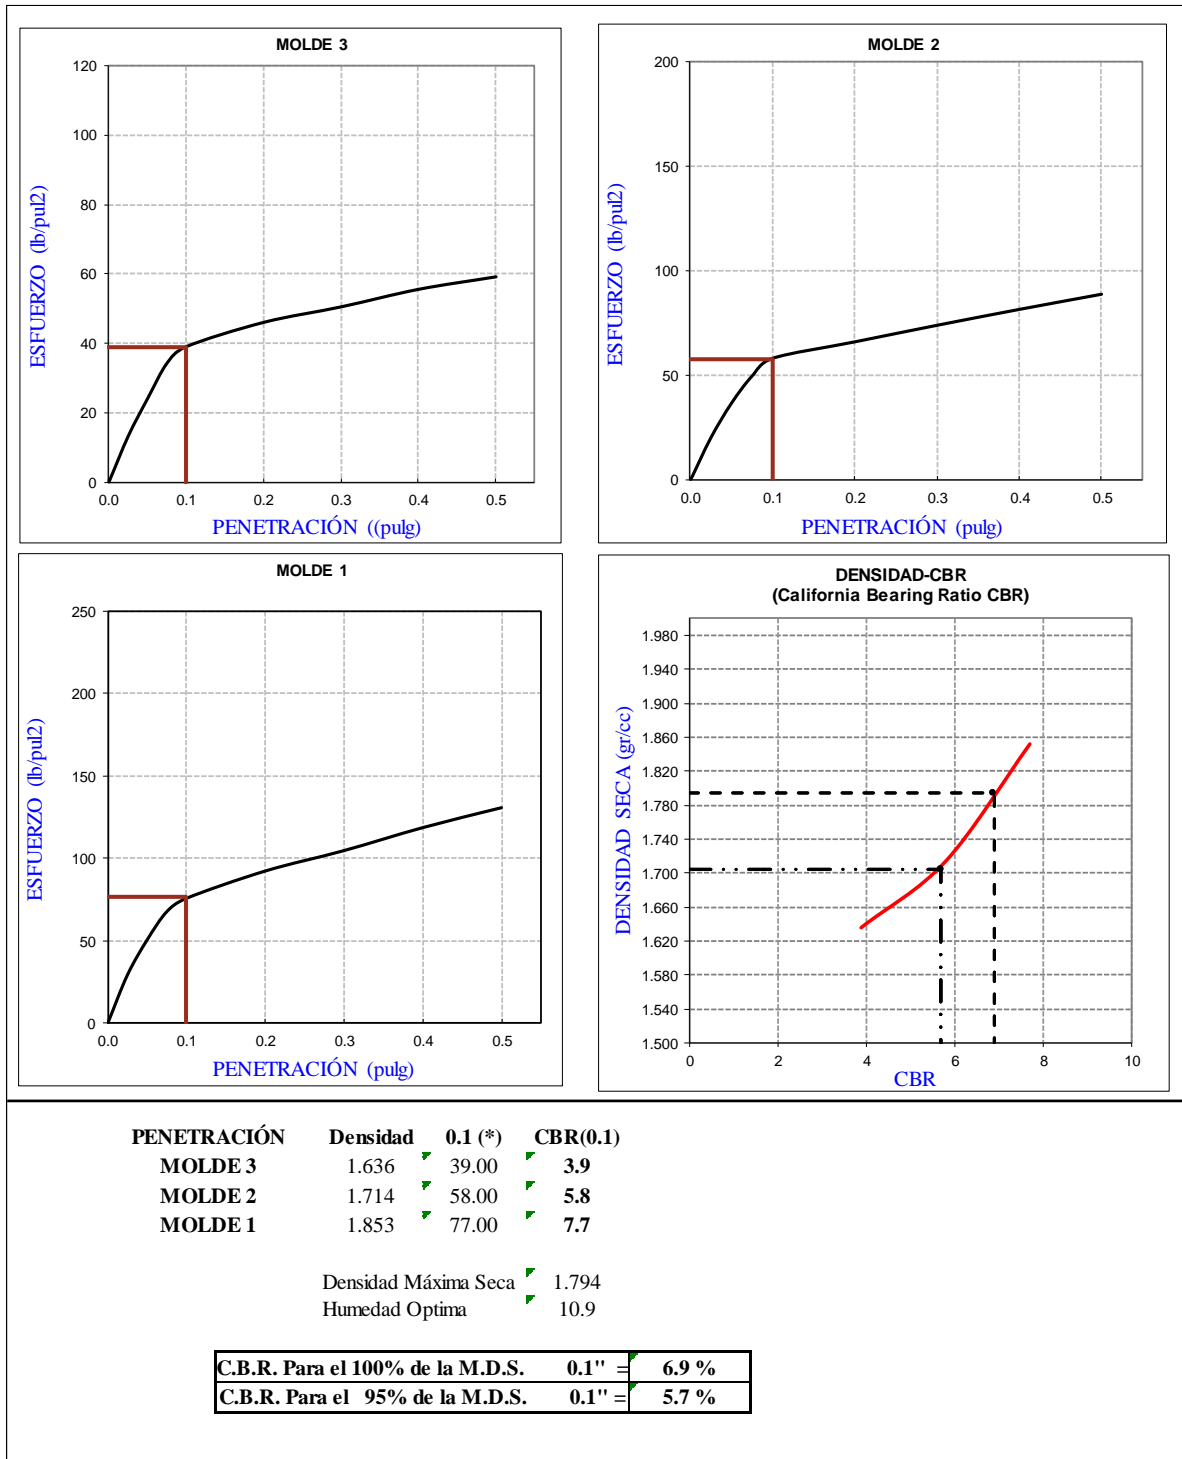 MOLDE 3
120
100
80
60
40
20
0
0.0 0.1 0.2 0.3 0.4 0.5
ESFUERZO (lb/pul2)
PENETRACIÓN ((pulg)
MOLDE 2
200
150
100
50
0
0.0 0.1 0.2 0.3 0.4 0.5
ESFUERZO (lb/pul2)
PENETRACIÓN (pulg)
MOLDE 1
250
200
150
100
50
0
0.0 0.1 0.2 0.3 0.4 0.5
ESFUERZO (lb/pul2)
PENETRACIÓN (pulg)
DENSIDAD-CBR
(California Bearing Ratio CBR)
1.980
1.940
1.900
1.860
1.820
1.780
1.740
1.700
1.660
1.620
1.580
1.540
1.500
0 2 4 6 8 10
DENSIDAD SECA (gr/cc)
CBR
PENETRACIÓN Densidad 0.1 (*) CBR(0.1)
MOLDE 3 1.636 39.00 3.9
MOLDE 2 1.714 58.00 5.8
MOLDE 1 1.853 77.00 7.7
Densidad Máxima Seca 1.794
Humedad Optima 10.9
C.B.R. Para el 100% de la M.D.S. 0.1" = 6.9 %
C.B.R. Para el 95% de la M.D.S. 0.1" = 5.7 %